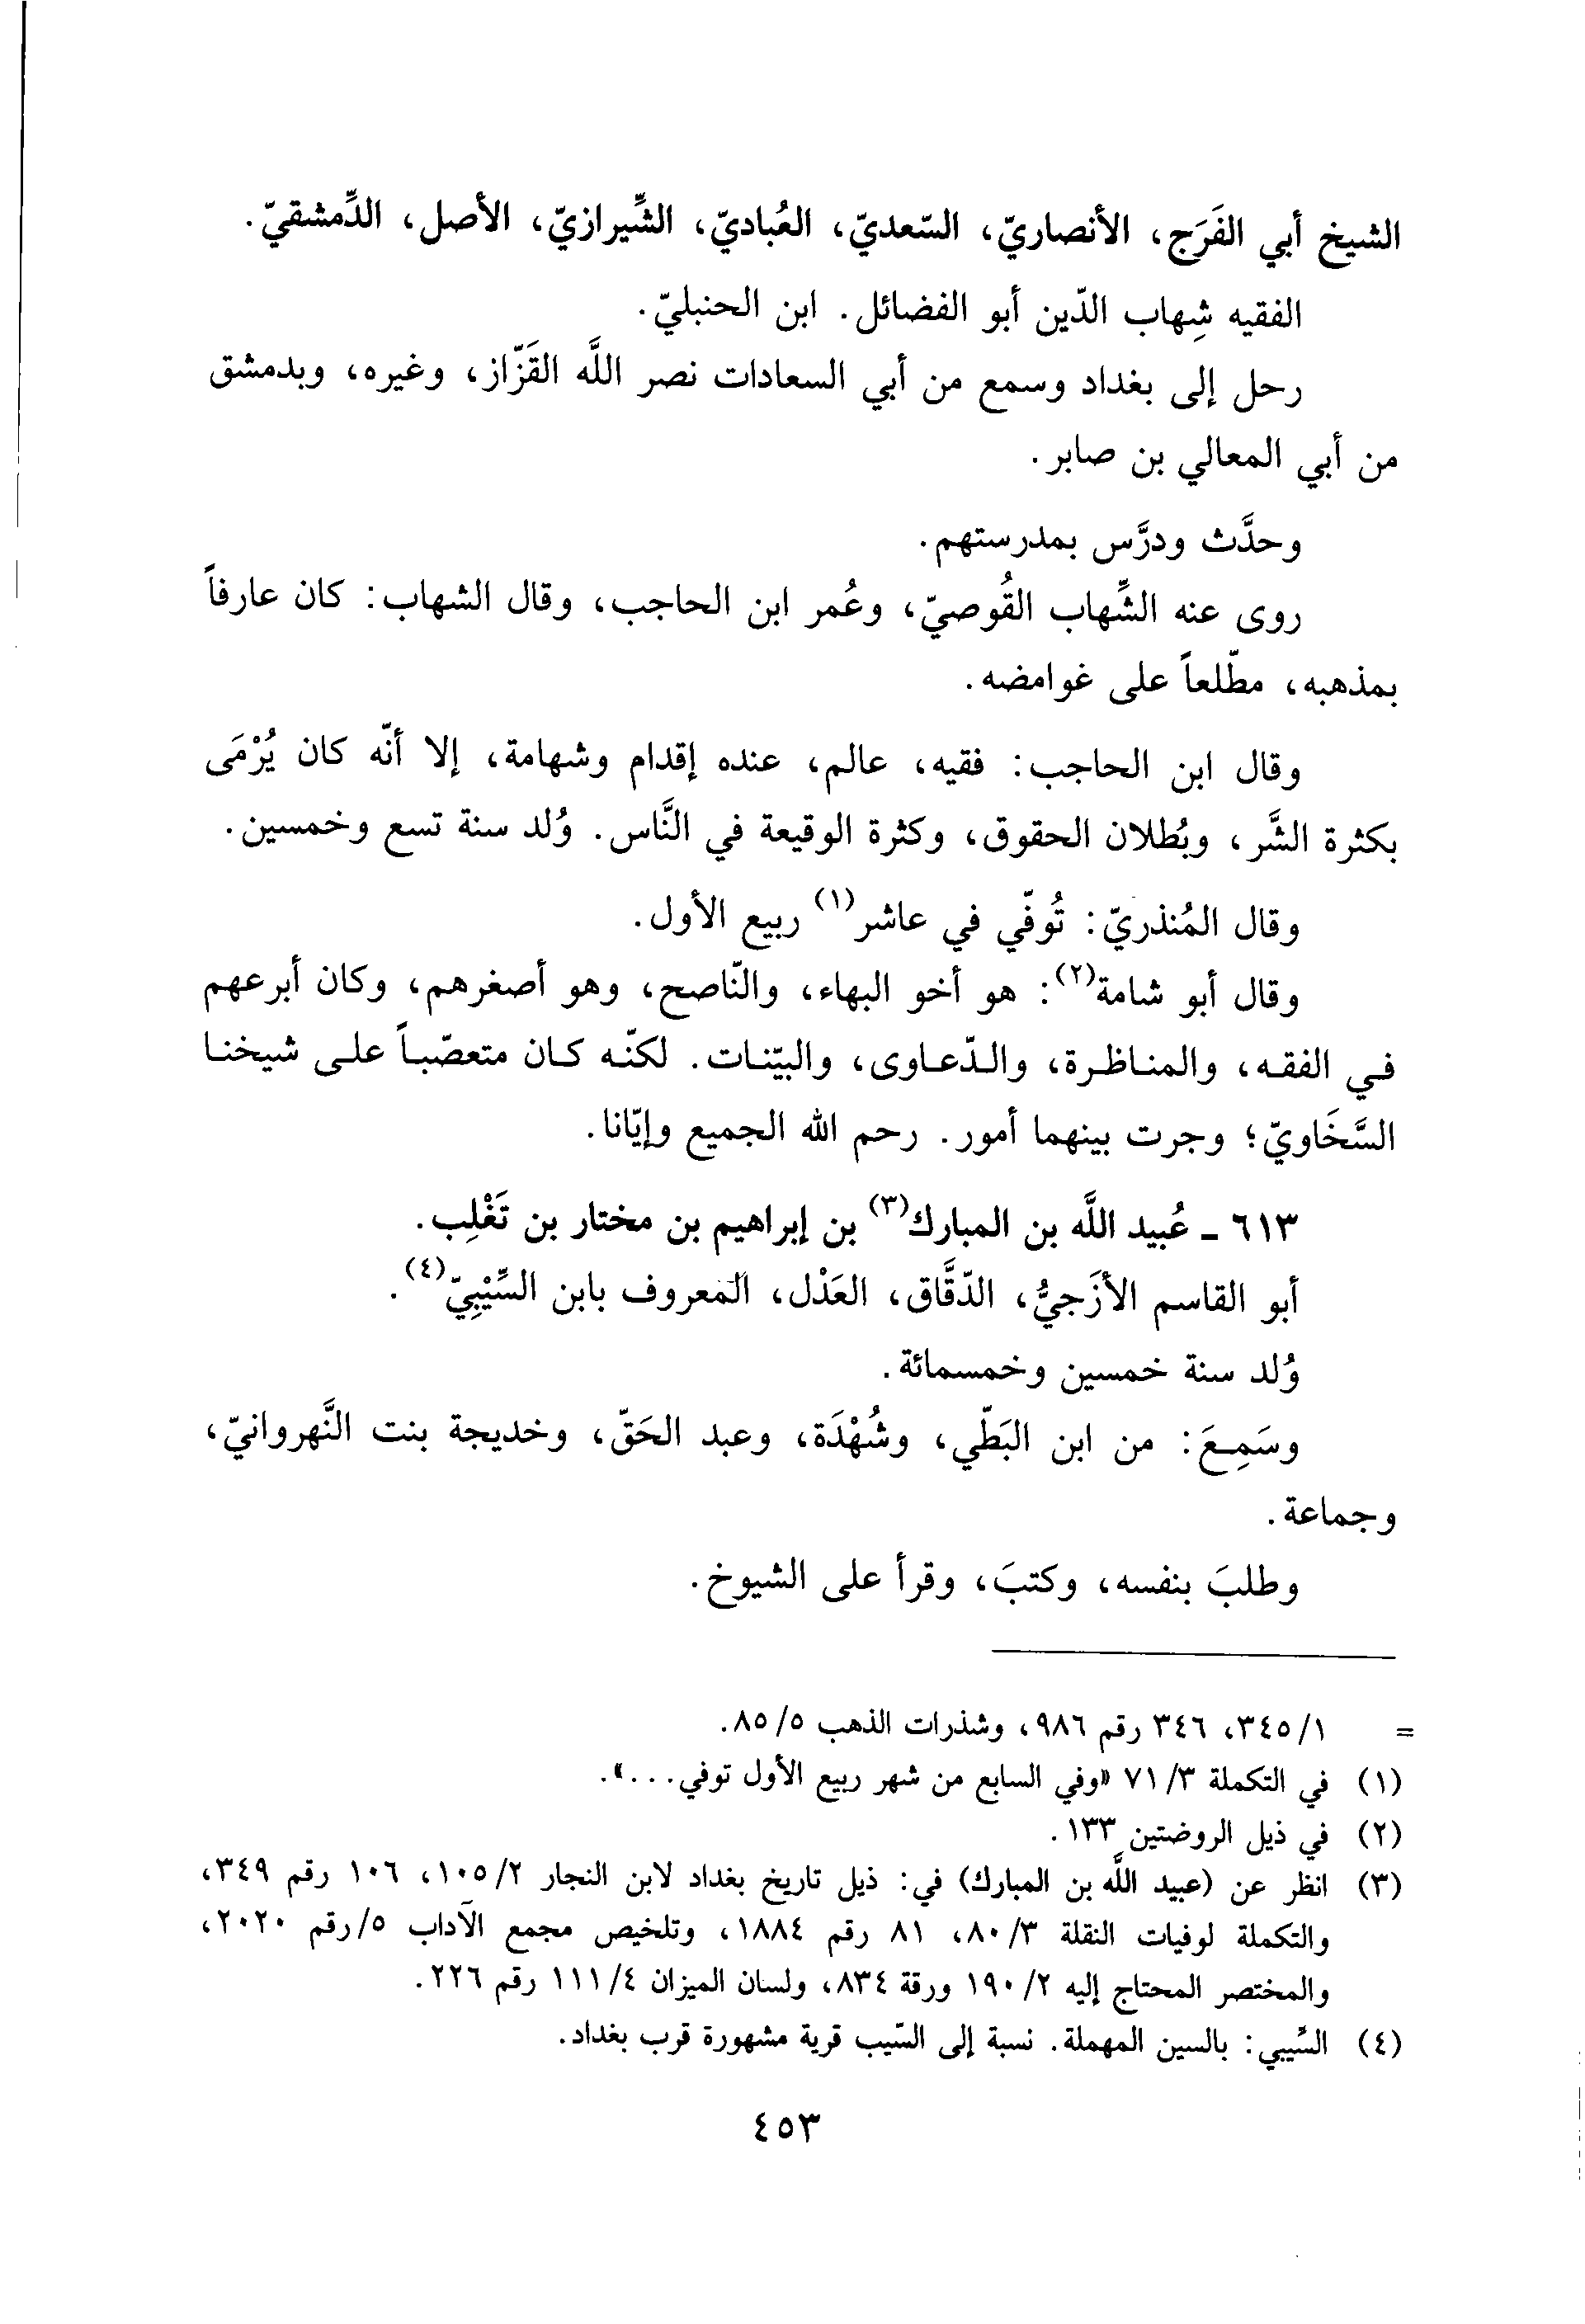 الشيخ أبي الفَرَج، الأنصاريّ، السّعديّ، العُباديّ، الشِّيرازيّ، الأصل، الدِّمشقيّ.
الفقيه شِهاب الدّين أبو الفضائل. ابن الحنبليّ.
رحل إلى بغداد وسمع من أبي السعادات نصر اللَّه القَزّاز، وغيره، وبدمشق
من أبي المعالي بن صابر.
وحدَّث ودرَّس بمدرستهم.
روى عنه الشِّهاب القُوصيّ، وعُمر ابن الحاجب، وقال الشهاب: كان عارفاً
بمذهبه، مطّلعاً على غوامضه.
وقال ابن الحاجب: فقيه، عالم، عنده إقدام وشهامة، إلا أنّه كان يُرْمَى
بكثرة الشَّر، وبُطلان الحقوق، وكثرة الوقيعة في النَّاس. وُلد سنة تسع وخمسين.
وقال المُنذريّ: تُوفّي في عاشر(١) ربيع الأول.
وقال أبو شامة(٢): هو أخو البهاء، والنّاصح، وهو أصغرهم، وكان أبرعهم
في الفقه، والمناظرة، والدّعاوى، والبيّنات. لكنّه كان متعصّباً على شيخنا
السَّخَاويّ؛ وجرت بينهما أمور. رحم الله الجميع وإيّانا.
٦١٣ ـ عُبيد اللَّه بن المبارك(٣) بن إبراهيم بن مختار بن تَغْلِب.
أبو القاسم الأزَجيُّ، الدّقَّاق، العَدْل، المعروف بابن السِّيْبِيّ(٤).
وُلد سنة خمسين وخمسمائة.
وسَمِعَ: من ابن البَطّي، وشُهْدَة، وعبد الحَقّ، وخديجة بنت النَّهروانيّ،
وجماعة.
وطلبَ بنفسه، وكتبَ، وقرأ على الشيوخ.
= ٣٤٥/١، ٣٤٦ رقم ٩٨٦، وشذرات الذهب ٨٥/٥.
(١) في التكملة ٧١/٣ «وفي السابع من شهر ربيع الأول توفي...».
(٢) في ذيل الروضتين ١٣٣.
(٣) انظر عن (عبيد اللَّه بن المبارك) في: ذيل تاريخ بغداد لابن النجار ١٠٥/٢، ١٠٦ رقم ٣٤٩،
والتكملة لوفيات النقلة ٨٠/٣، ٨١ رقم ١٨٨٤، وتلخيص مجمع الآداب ٥/رقم ٢٠٢٠،
والمختصر المحتاج إليه ١٩٠/٢ ورقة ٨٣٤، ولسان الميزان ١١١/٤ رقم ٢٢٦.
(٤) السِّيبي: بالسين المهملة. نسبة إلى السّيب قرية مشهورة قرب بغداد.
٤٥٣